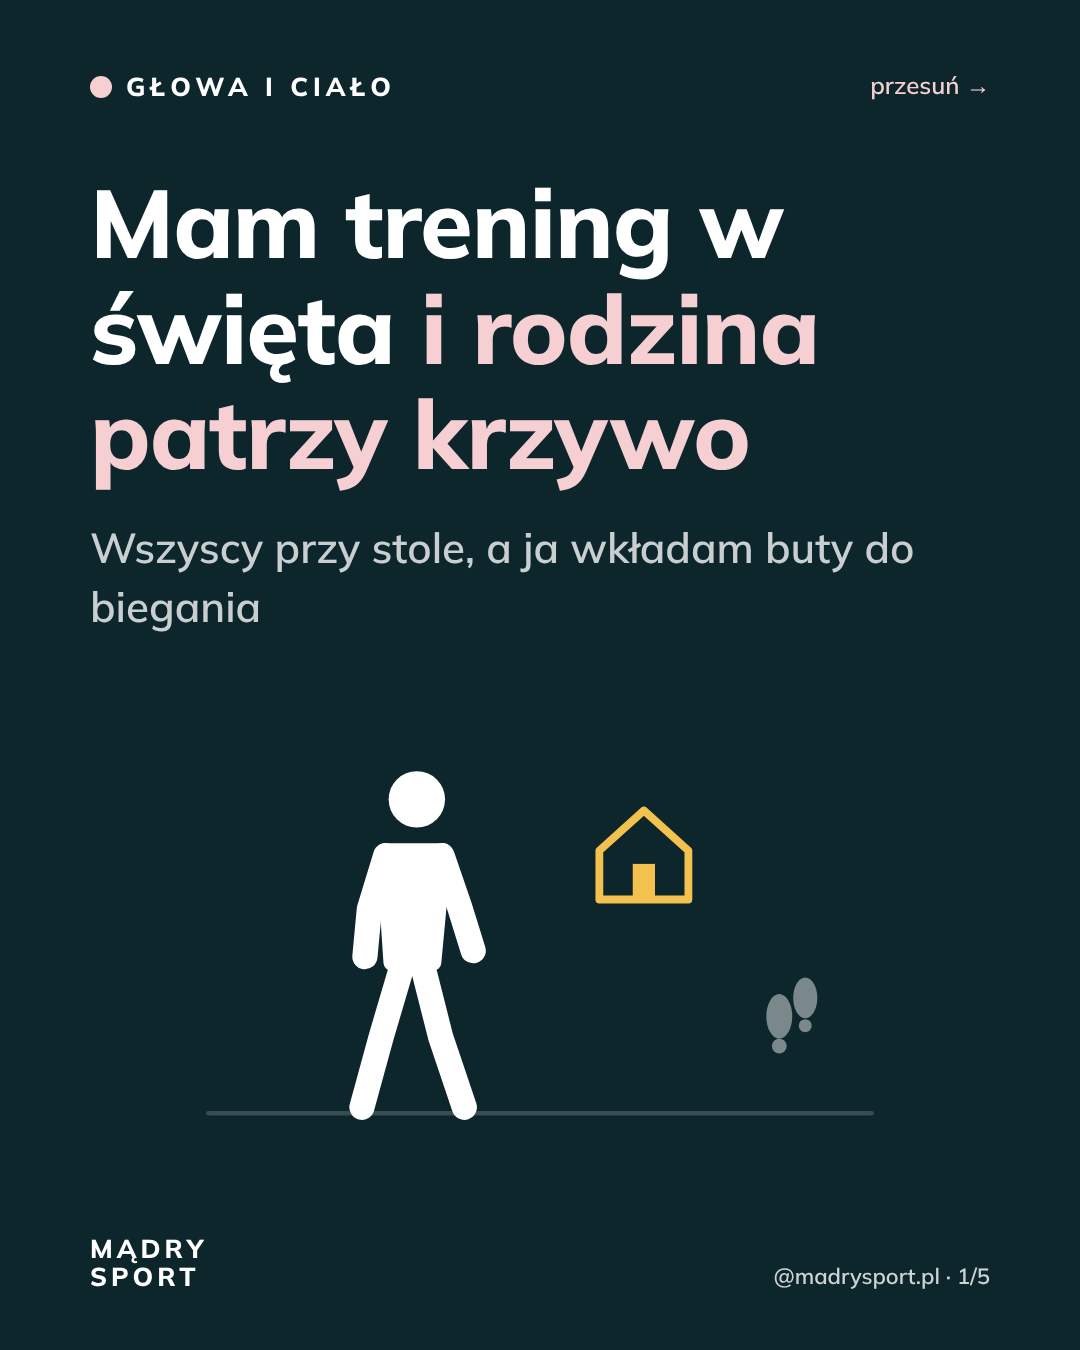 GŁOWA I CIAŁO
przesuń →
Mam trening w
święta i rodzina
patrzy krzywo
Wszyscy przy stole, a ja wkładam buty do
biegania
MĄDRY
SPORT
@madrysport.pl · 1/5